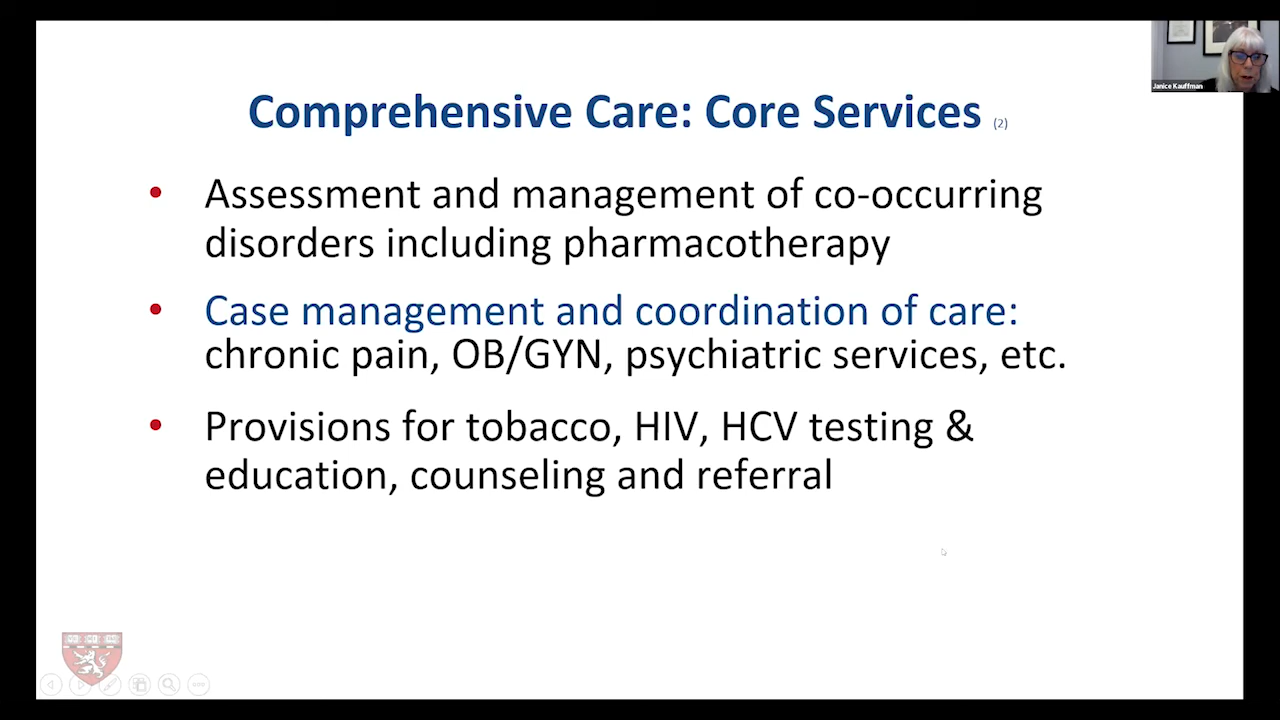 Janice Kauffman
Comprehensive Care: Core Services (2)
• Assessment and management of co-occurring
disorders including pharmacotherapy
• Case management and coordination of care:
chronic pain, OB/GYN, psychiatric services, etc.
• Provisions for tobacco, HIV, HCV testing &
education, counseling and referral